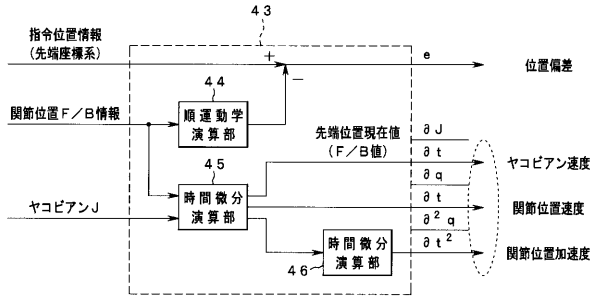 43
指令位置情報
(先端座標系)
+
e
位置偏差
−
44
関節位置F/B情報
順運動学
演算部
先端位置現在値
(F/B値)
∂J
∂t
ヤコビアン速度
45
∂q
時間微分
演算部
ヤコビアンJ
∂t
関節位置速度
∂²q
時間微分
演算部
46
∂t²
関節位置加速度